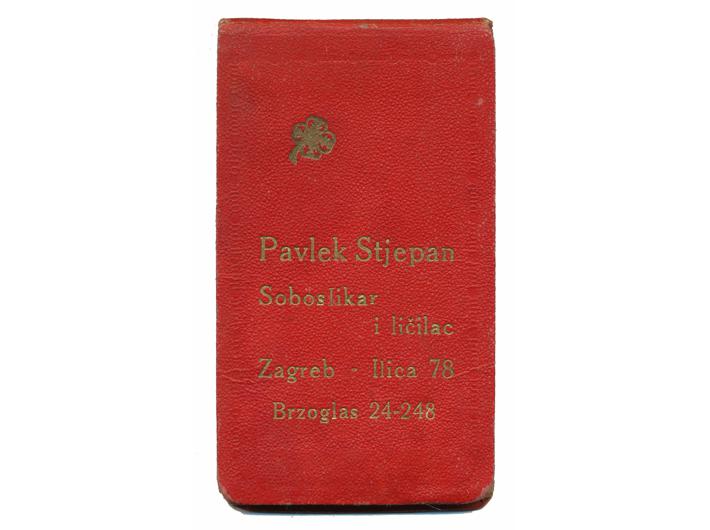 Pavlek Stjepan
Soboslikar
i ličilac
Zagreb - Ilica 78
Brzoglas 24-248